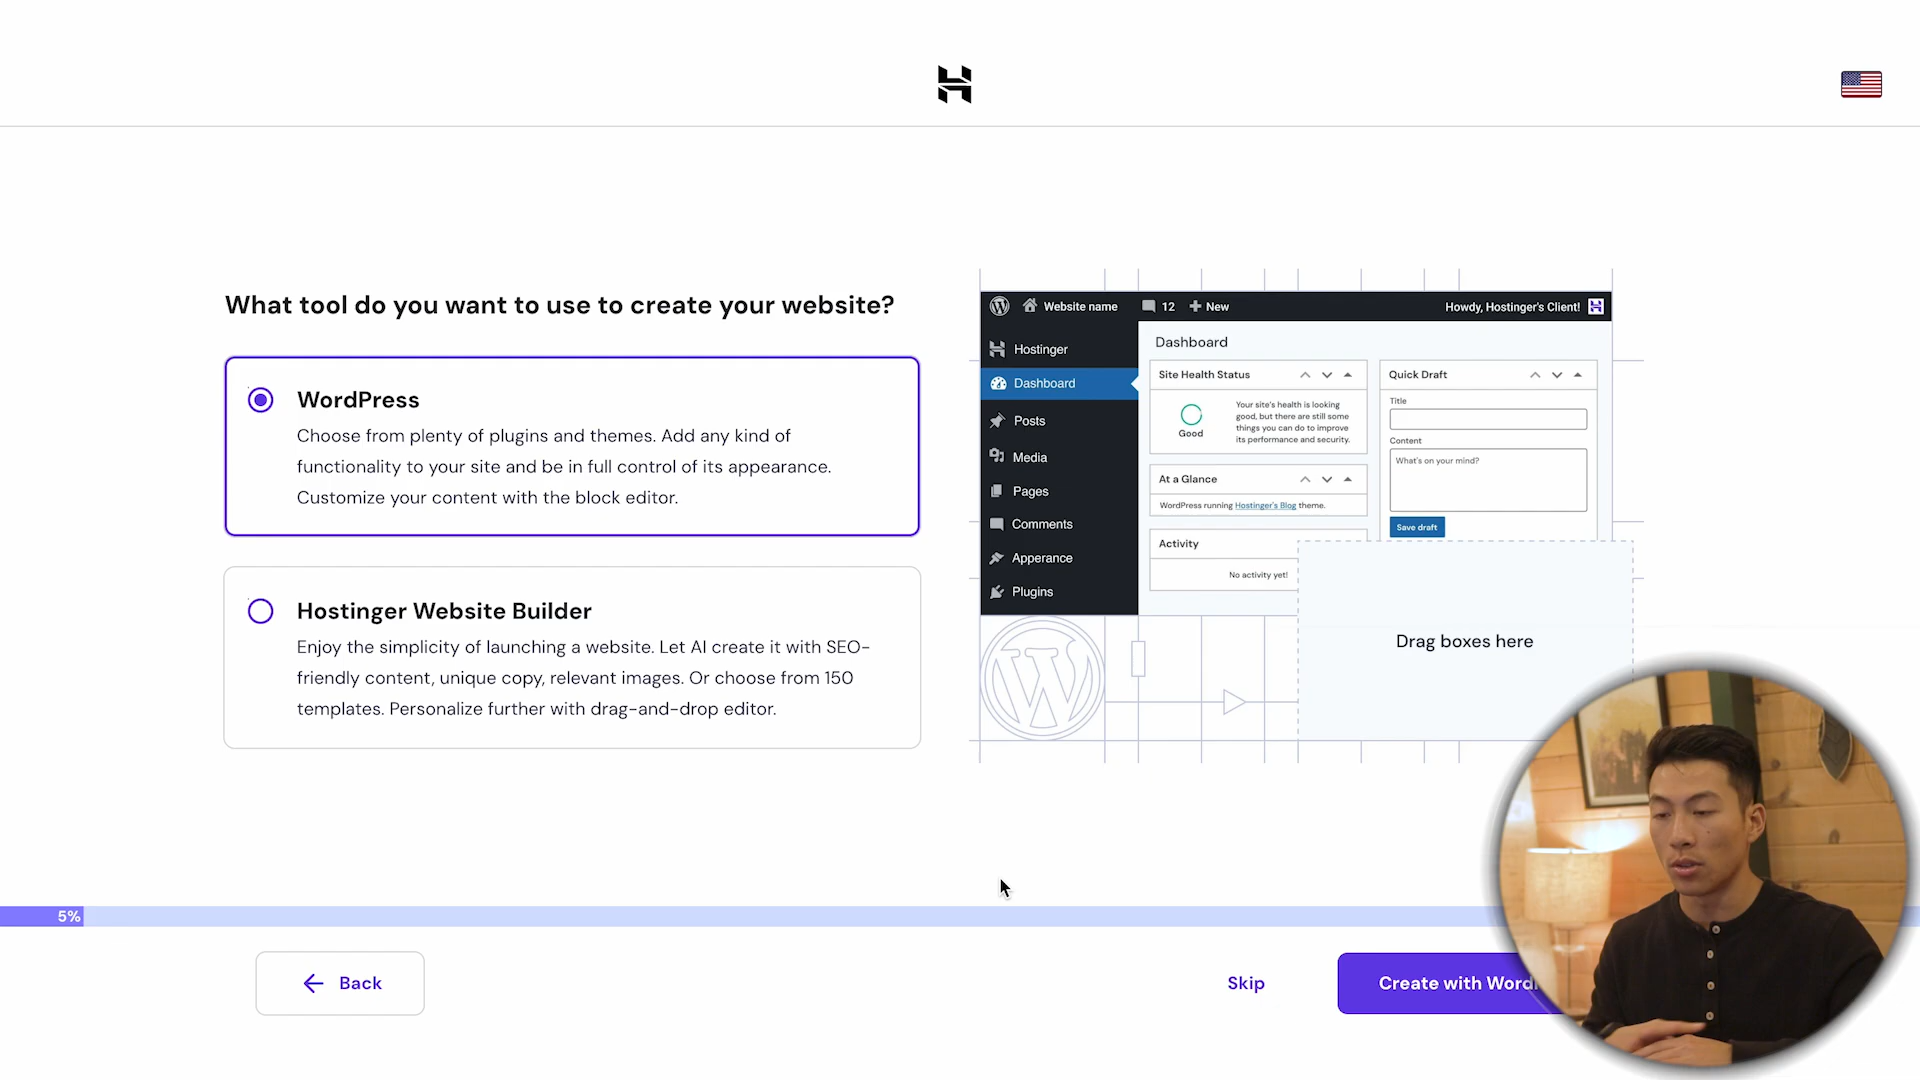 What tool do you want to use to create your website?
WordPress
Choose from plenty of plugins and themes. Add any kind of
functionality to your site and be in full control of its appearance.
Customize your content with the block editor.
Hostinger Website Builder
Enjoy the simplicity of launching a website. Let AI create it with SEO-
friendly content, unique copy, relevant images. Or choose from 150
templates. Personalize further with drag-and-drop editor.
Website name
12
New
Howdy, Hostinger's Client!
Hostinger
Dashboard
Posts
Media
Pages
Comments
Apperance
Plugins
Dashboard
Site Health Status
Good
Your site's health is looking
good, but there are still some
things you can do to improve
its performance and security.
At a Glance
WordPress running Hostinger's Blog theme.
Activity
No activity yet!
Quick Draft
Title
Content
What's on your mind?
Save draft
Drag boxes here
5%
Back
Skip
Create with